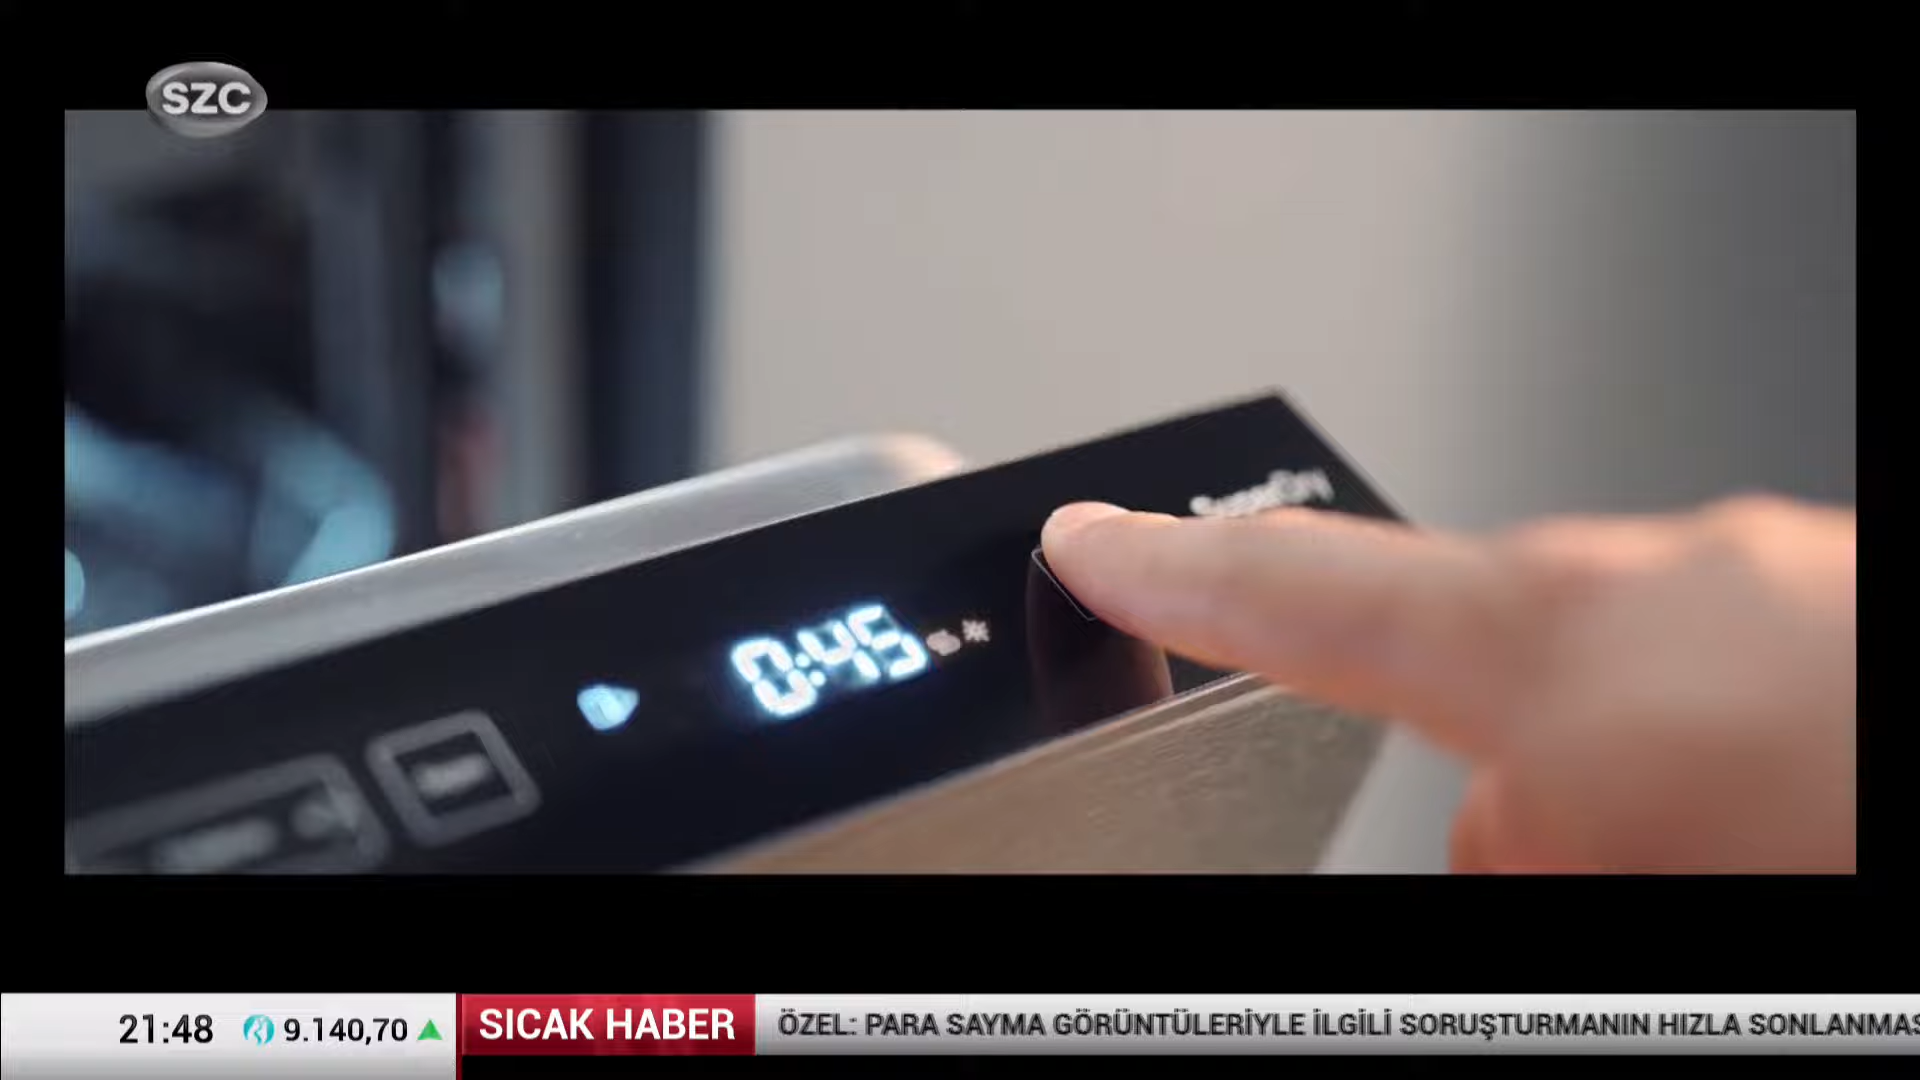 SZC
SuperDry
0:45
21:48 9.140,70
SICAK HABER
ÖZEL: PARA SAYMA GÖRÜNTÜLERİYLE İLGİLİ SORUŞTURMANIN HIZLA SONLANMAS